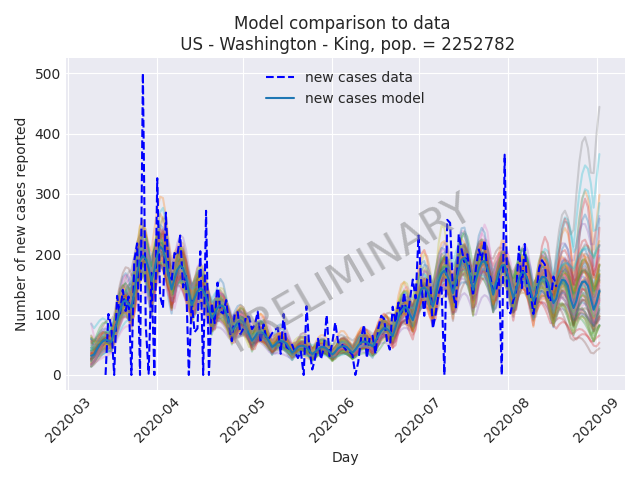 Model comparison to data
US - Washington - King, pop. = 2252782
new cases data
new cases model
PRELIMINARY
Number of new cases reported
500
400
300
200
100
0
2020-03
2020-04
2020-05
2020-06
2020-07
2020-08
2020-09
Day